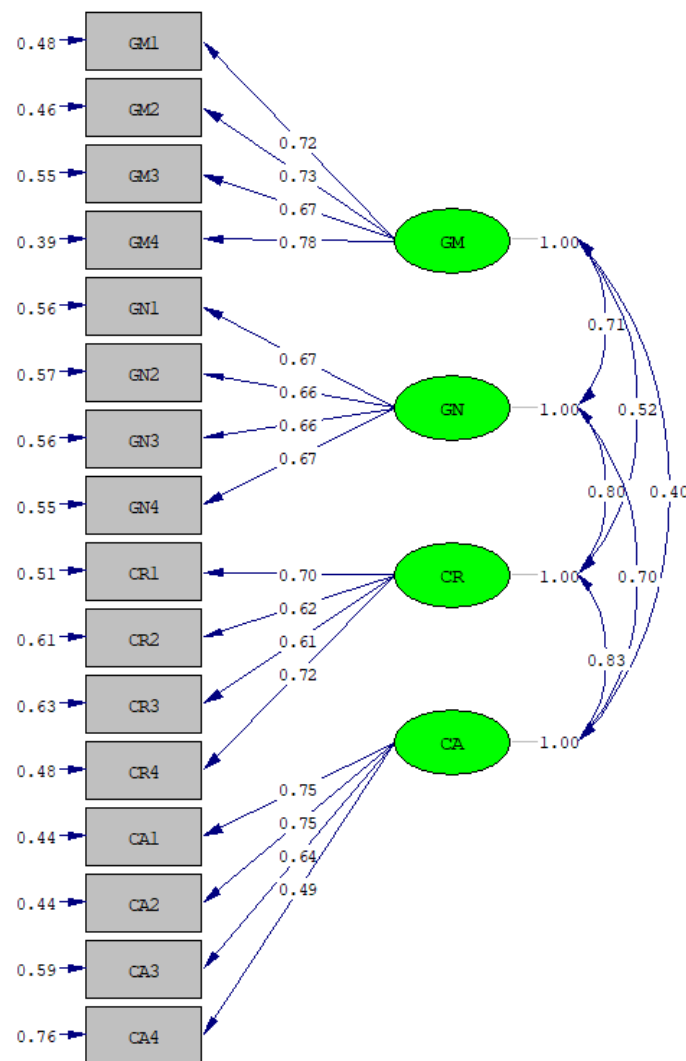 0.48 GM1
0.46 GM2
0.72
0.73
0.55 GM3
0.67
0.39 GM4 0.78 GM 1.00
0.56 GN1
0.71
0.67
0.57 GN2
0.66
GN 1.00 0.52
0.66
0.56 GN3
0.67
0.55 GN4
0.80 0.40
0.51 CR1 0.70 CR 1.00 0.70
0.62
0.61 CR2
0.61
0.72
0.83
0.63 CR3
CA 1.00
0.48 CR4
0.75
0.44 CA1
0.75
0.64
0.49
0.44 CA2
0.59 CA3
0.76 CA4